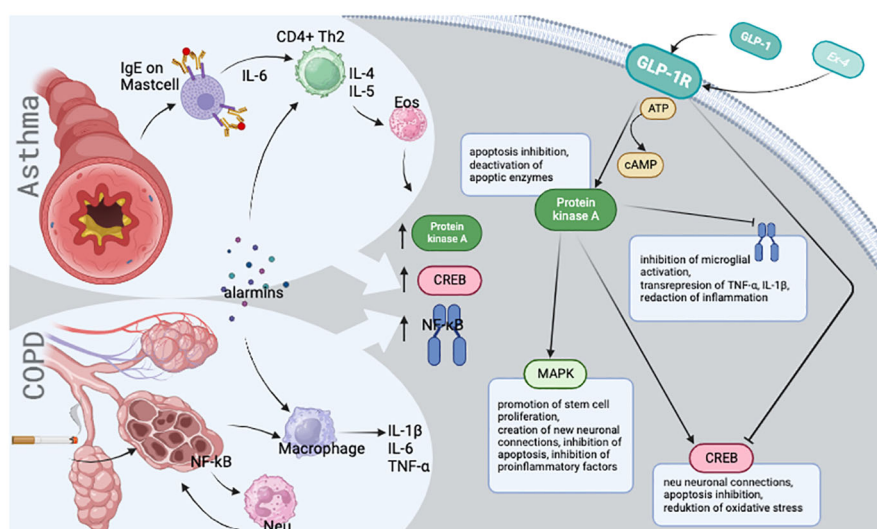 Asthma
IgE on
Mastcell
IL-6
CD4+ Th2
IL-4
IL-5
Eos
alarmins
COPD
NF-kB
Neu
Macrophage
IL-1β
IL-6
TNF-α
Protein
kinase A
CREB
NF-kB
GLP-1
Ex-4
GLP-1R
ATP
cAMP
apoptosis inhibition,
deactivation of
apoptic enzymes
Protein
kinase A
inhibition of microglial
activation,
transrepresion of TNF-α, IL-1β,
redaction of inflammation
MAPK
promotion of stem cell
proliferation,
creation of new neuronal
connections, inhibition of
apoptosis, inhibition of
proinflammatory factors
CREB
neu neuronal connections,
apoptosis inhibition,
reduktion of oxidative stress